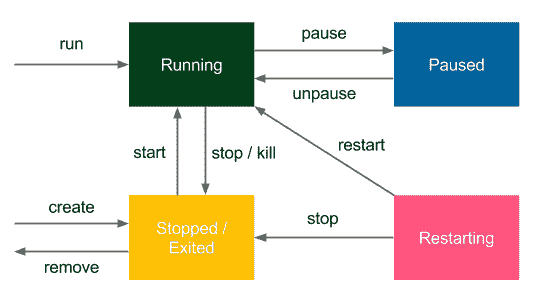 run
Running
pause
Paused
unpause
start
stop / kill
restart
create
Stopped /
Exited
stop
Restarting
remove